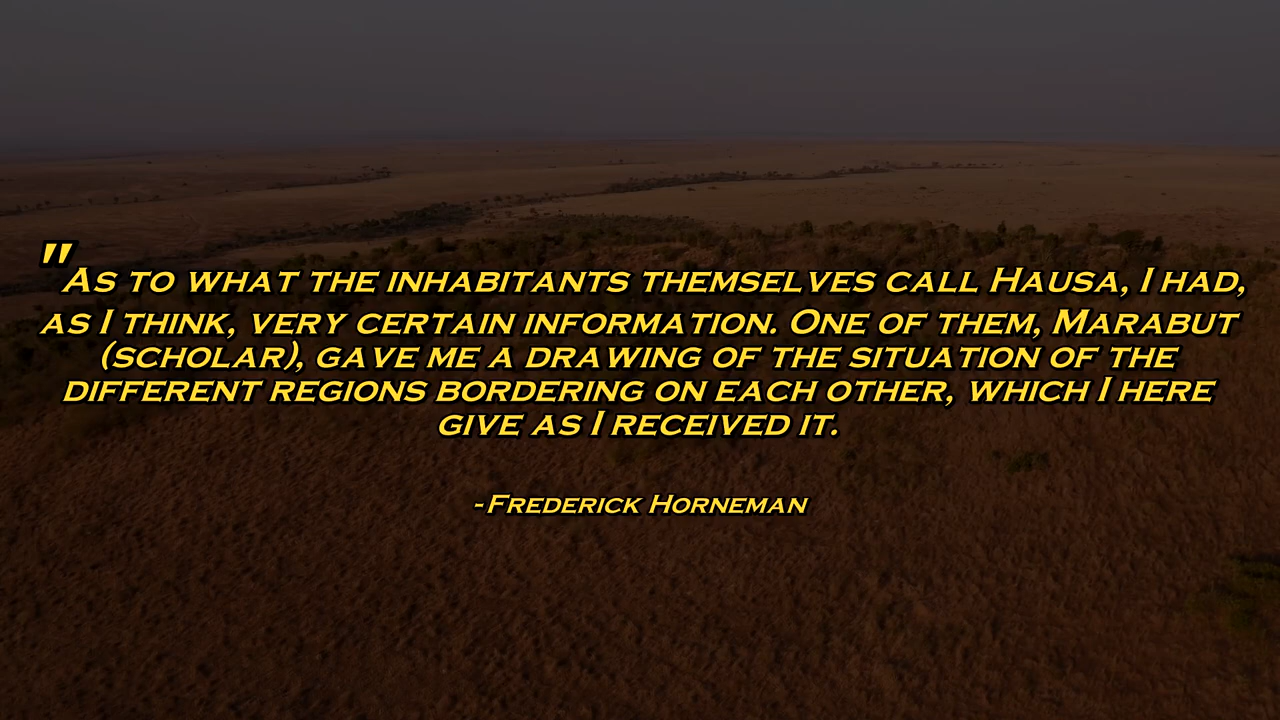 "As to what the inhabitants themselves call Hausa, I had,
as I think, very certain information. One of them, Marabut
(scholar), gave me a drawing of the situation of the
different regions bordering on each other, which I here
give as I received it.
-Frederick Horneman